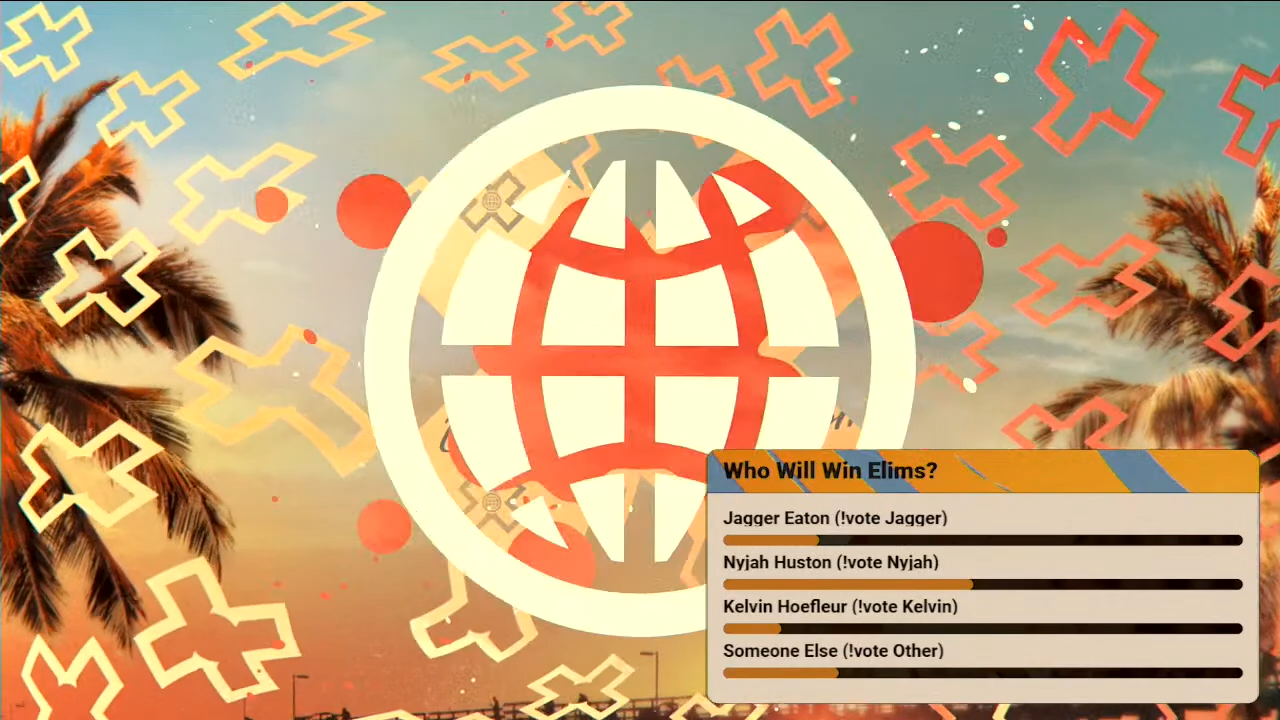 Who Will Win Elims?
Jagger Eaton (!vote Jagger)
Nyjah Huston (!vote Nyjah)
Kelvin Hoefleur (!vote Kelvin)
Someone Else (!vote Other)